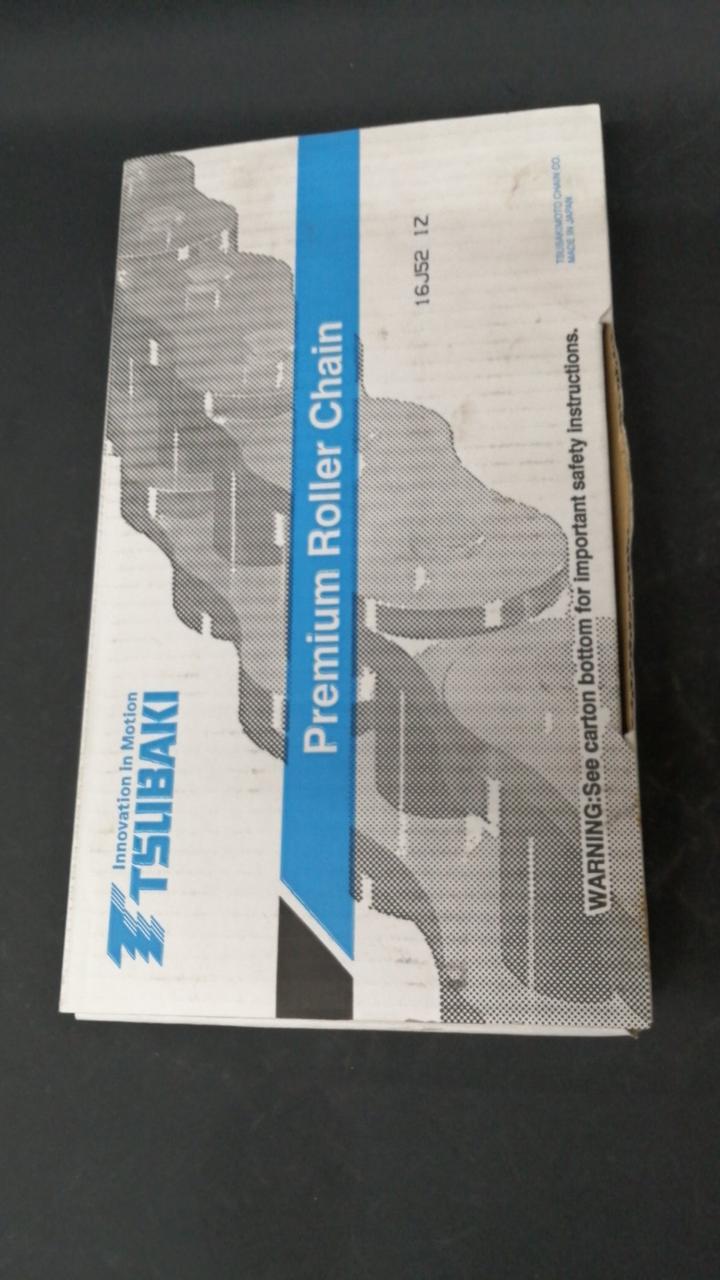 Innovation in Motion
TSUBAKI
Premium Roller Chain
16J52 1Z
TSUBAKIMOTO CHAIN CO.
MADE IN JAPAN
WARNING:See carton bottom for important safety instructions.